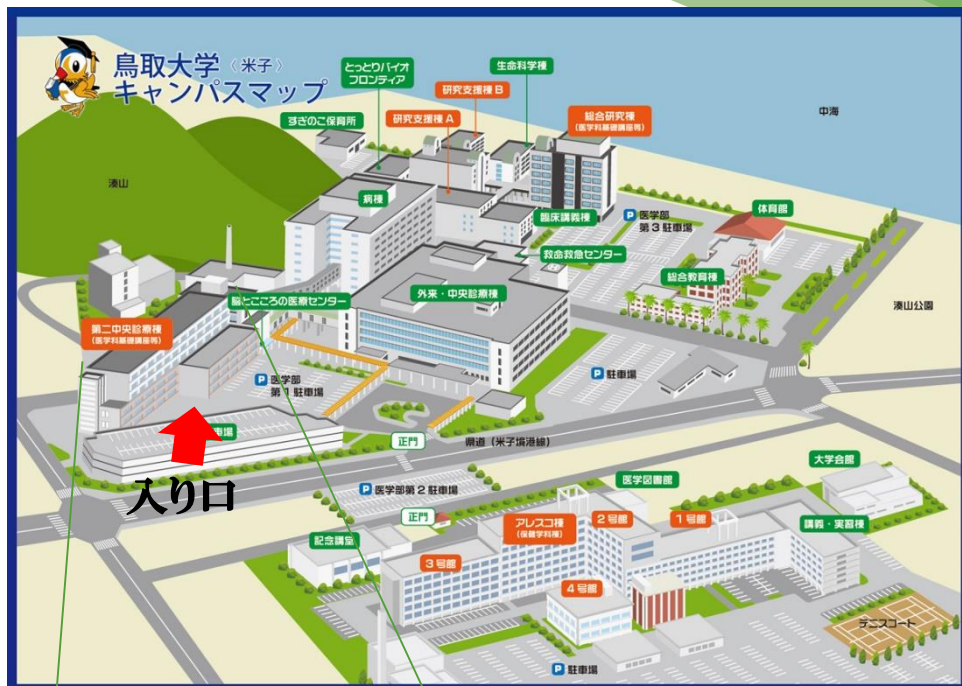 鳥取大学〈米子〉
キャンパスマップ
とっとりバイオ
フロンティア
生命科学棟
研究支援棟 B
すぎのこ保育所
研究支援棟 A
総合研究棟
(医学科基礎講座等)
中海
湊山
病棟
臨床講義棟
P 医学部
第3駐車場
体育館
救命救急センター
総合教育棟
脳とこころの医療センター
外来・中央診療棟
湊山公園
第二中央診療棟
(医学科基礎講座等)
P 医学部
第1駐車場
P 駐車場
車場
正門
県道（米子境港線）
入り口
P 医学部第2駐車場
医学図書館
大学会館
正門
アレスコ棟
(保健学科棟)
2号館
1号館
講義・実習棟
記念講堂
3号館
4号館
テニスコート
P 駐車場